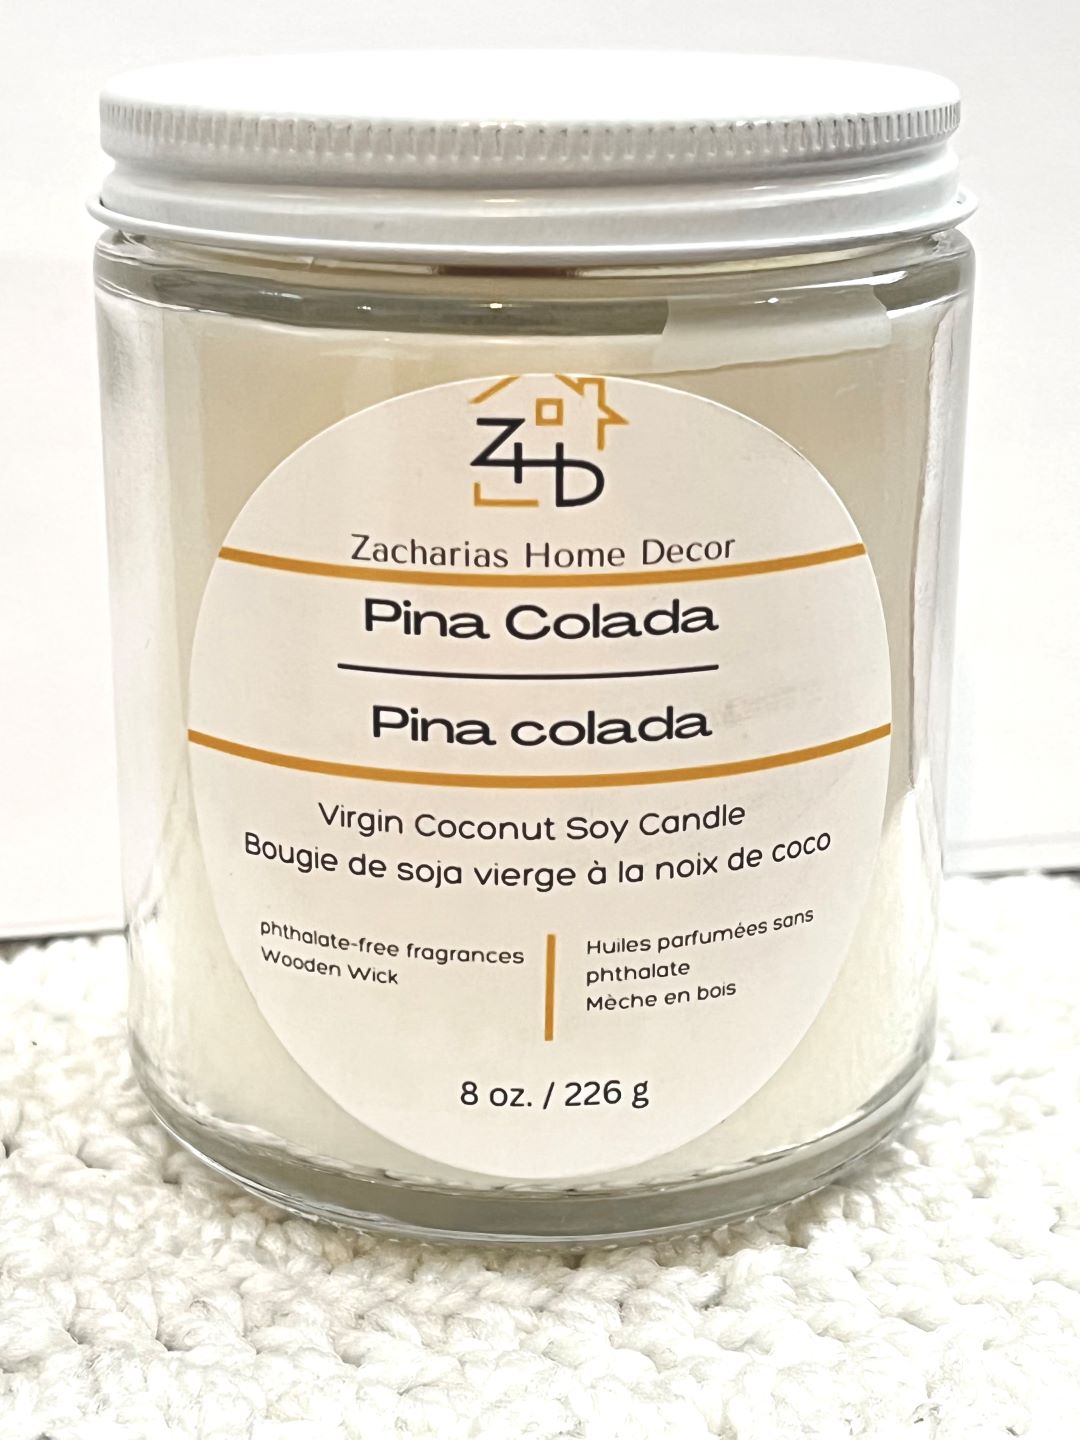 ZHD
Zacharias Home Decor
Pina Colada
Pina colada
Virgin Coconut Soy Candle
Bougie de soja vierge à la noix de coco
phthalate-free fragrances
Wooden Wick
Huiles parfumées sans
phthalate
Mèche en bois
8 oz. / 226 g